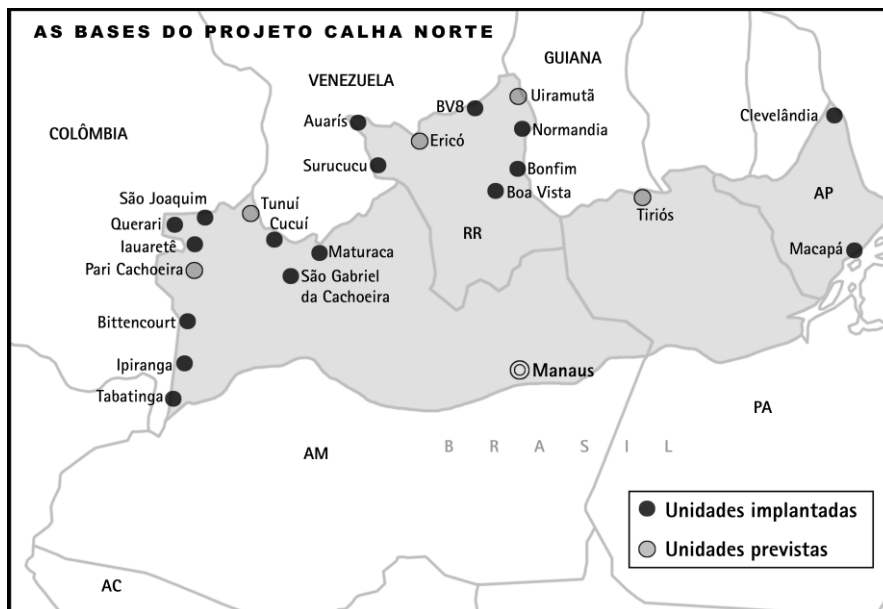 AS BASES DO PROJETO CALHA NORTE
GUIANA
VENEZUELA
COLÔMBIA
BV8
Uiramutã
Auarís
Normandia
Clevelândia
Ericó
Surucucu
Bonfim
Boa Vista
São Joaquim
Tunuí
Tiriós
AP
Querari
Cucuí
Iauaretê
Maturaca
RR
Macapá
Pari Cachoeira
São Gabriel
da Cachoeira
Bittencourt
Ipiranga
Manaus
Tabatinga
PA
AM
BRASIL
Unidades implantadas
Unidades previstas
AC